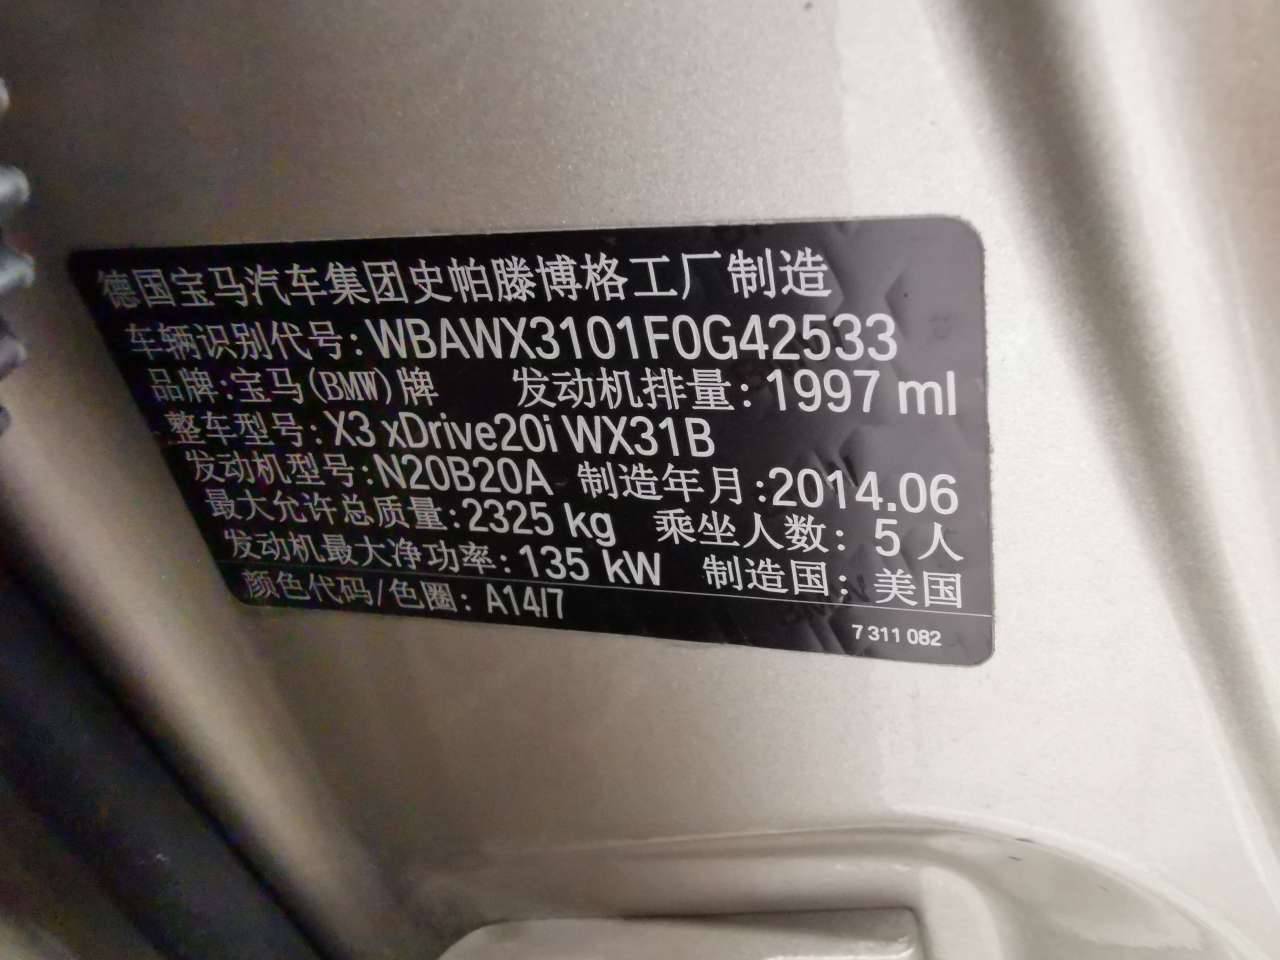 德国宝马汽车集团史帕滕博格工厂制造
车辆识别代号: WBAWX3101F0G42533
品牌: 宝马(BMW)牌 发动机排量: 1997 ml
整车型号: X3 xDrive20i WX31B
发动机型号: N20B20A 制造年月: 2014.06
最大允许总质量: 2325 kg 乘坐人数: 5 人
发动机最大净功率: 135 kW 制造国: 美国
颜色代码/色圈: A14/7
7 311 082